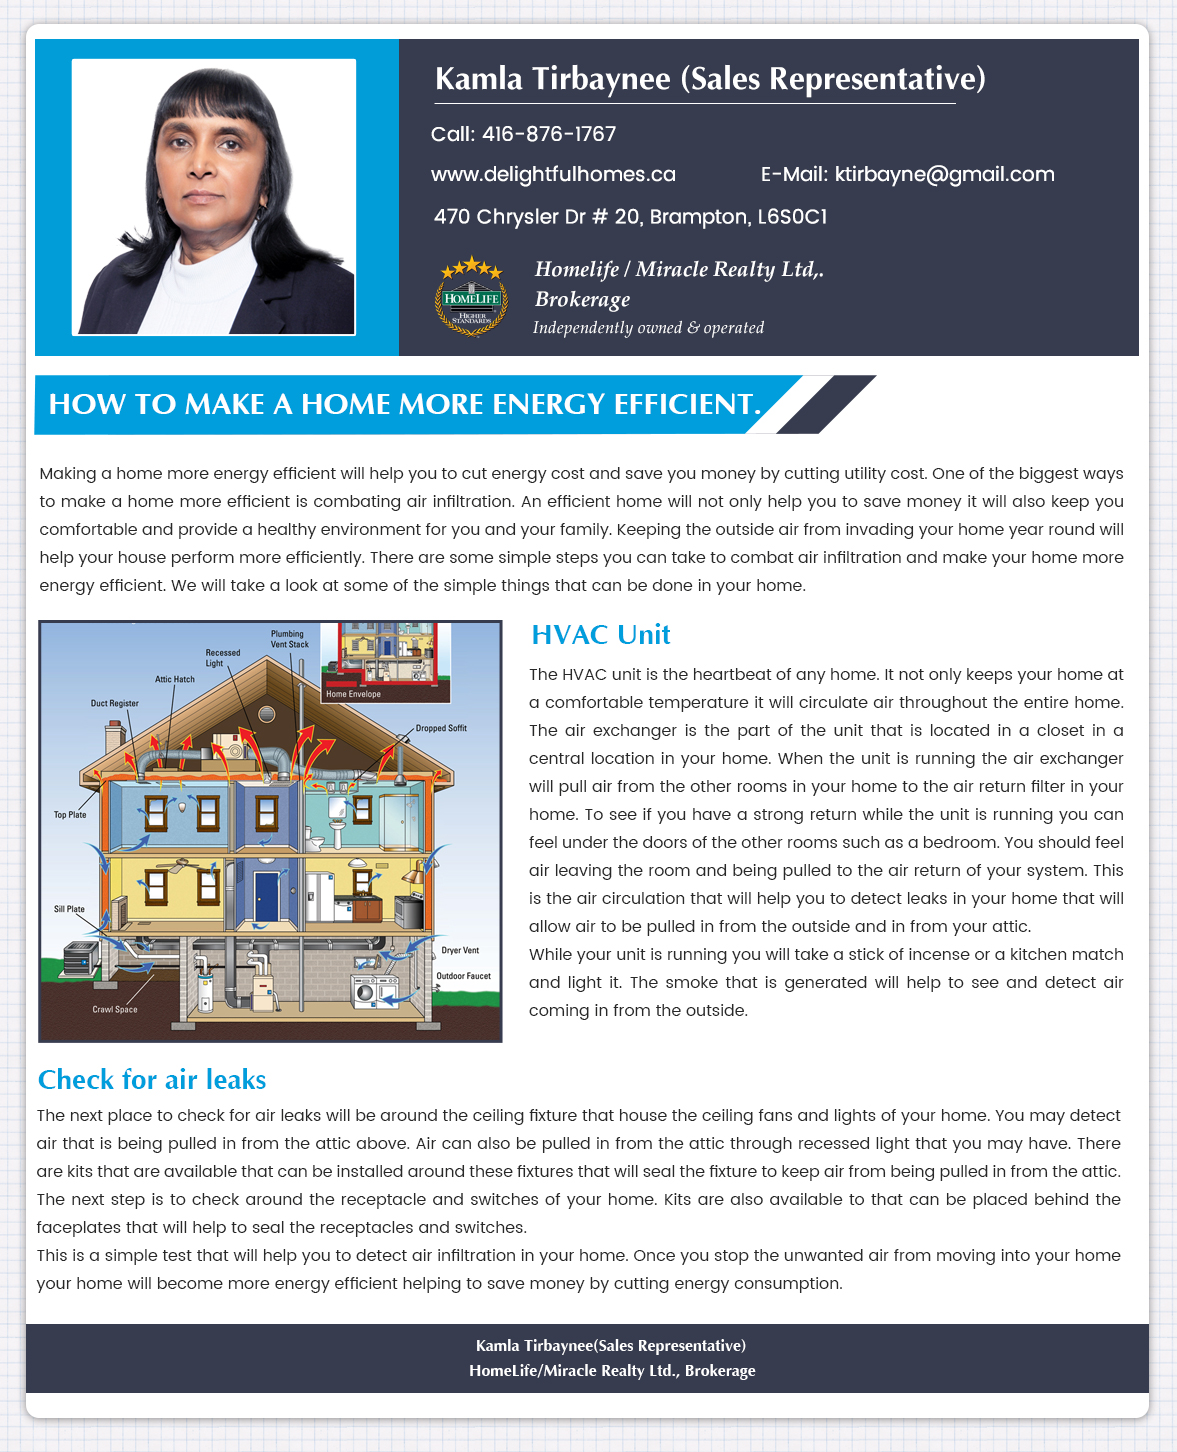 Kamla Tirbaynee (Sales Representative)
Call: 416-876-1767
www.delightfulhomes.ca E-Mail: ktirbayne@gmail.com
470 Chrysler Dr # 20, Brampton, L6S0C1
HOMELIFE
HIGHER
STANDARDS
Homelife / Miracle Realty Ltd,.
Brokerage
Independently owned & operated
HOW TO MAKE A HOME MORE ENERGY EFFICIENT.
Making a home more energy efficient will help you to cut energy cost and save you money by cutting utility cost. One of the biggest ways
to make a home more efficient is combating air infiltration. An efficient home will not only help you to save money it will also keep you
comfortable and provide a healthy environment for you and your family. Keeping the outside air from invading your home year round will
help your house perform more efficiently. There are some simple steps you can take to combat air infiltration and make your home more
energy efficient. We will take a look at some of the simple things that can be done in your home.
Plumbing
Vent Stack
Recessed
Light
Attic Hatch
Duct Register
Home Envelope
Dropped Soffit
Top Plate
Sill Plate
Dryer Vent
Outdoor Faucet
Crawl Space
HVAC Unit
The HVAC unit is the heartbeat of any home. It not only keeps your home at
a comfortable temperature it will circulate air throughout the entire home.
The air exchanger is the part of the unit that is located in a closet in a
central location in your home. When the unit is running the air exchanger
will pull air from the other rooms in your home to the air return filter in your
home. To see if you have a strong return while the unit is running you can
feel under the doors of the other rooms such as a bedroom. You should feel
air leaving the room and being pulled to the air return of your system. This
is the air circulation that will help you to detect leaks in your home that will
allow air to be pulled in from the outside and in from your attic.
While your unit is running you will take a stick of incense or a kitchen match
and light it. The smoke that is generated will help to see and detect air
coming in from the outside.
Check for air leaks
The next place to check for air leaks will be around the ceiling fixture that house the ceiling fans and lights of your home. You may detect
air that is being pulled in from the attic above. Air can also be pulled in from the attic through recessed light that you may have. There
are kits that are available that can be installed around these fixtures that will seal the fixture to keep air from being pulled in from the attic.
The next step is to check around the receptacle and switches of your home. Kits are also available to that can be placed behind the
faceplates that will help to seal the receptacles and switches.
This is a simple test that will help you to detect air infiltration in your home. Once you stop the unwanted air from moving into your home
your home will become more energy efficient helping to save money by cutting energy consumption.
Kamla Tirbaynee(Sales Representative)
HomeLife/Miracle Realty Ltd., Brokerage